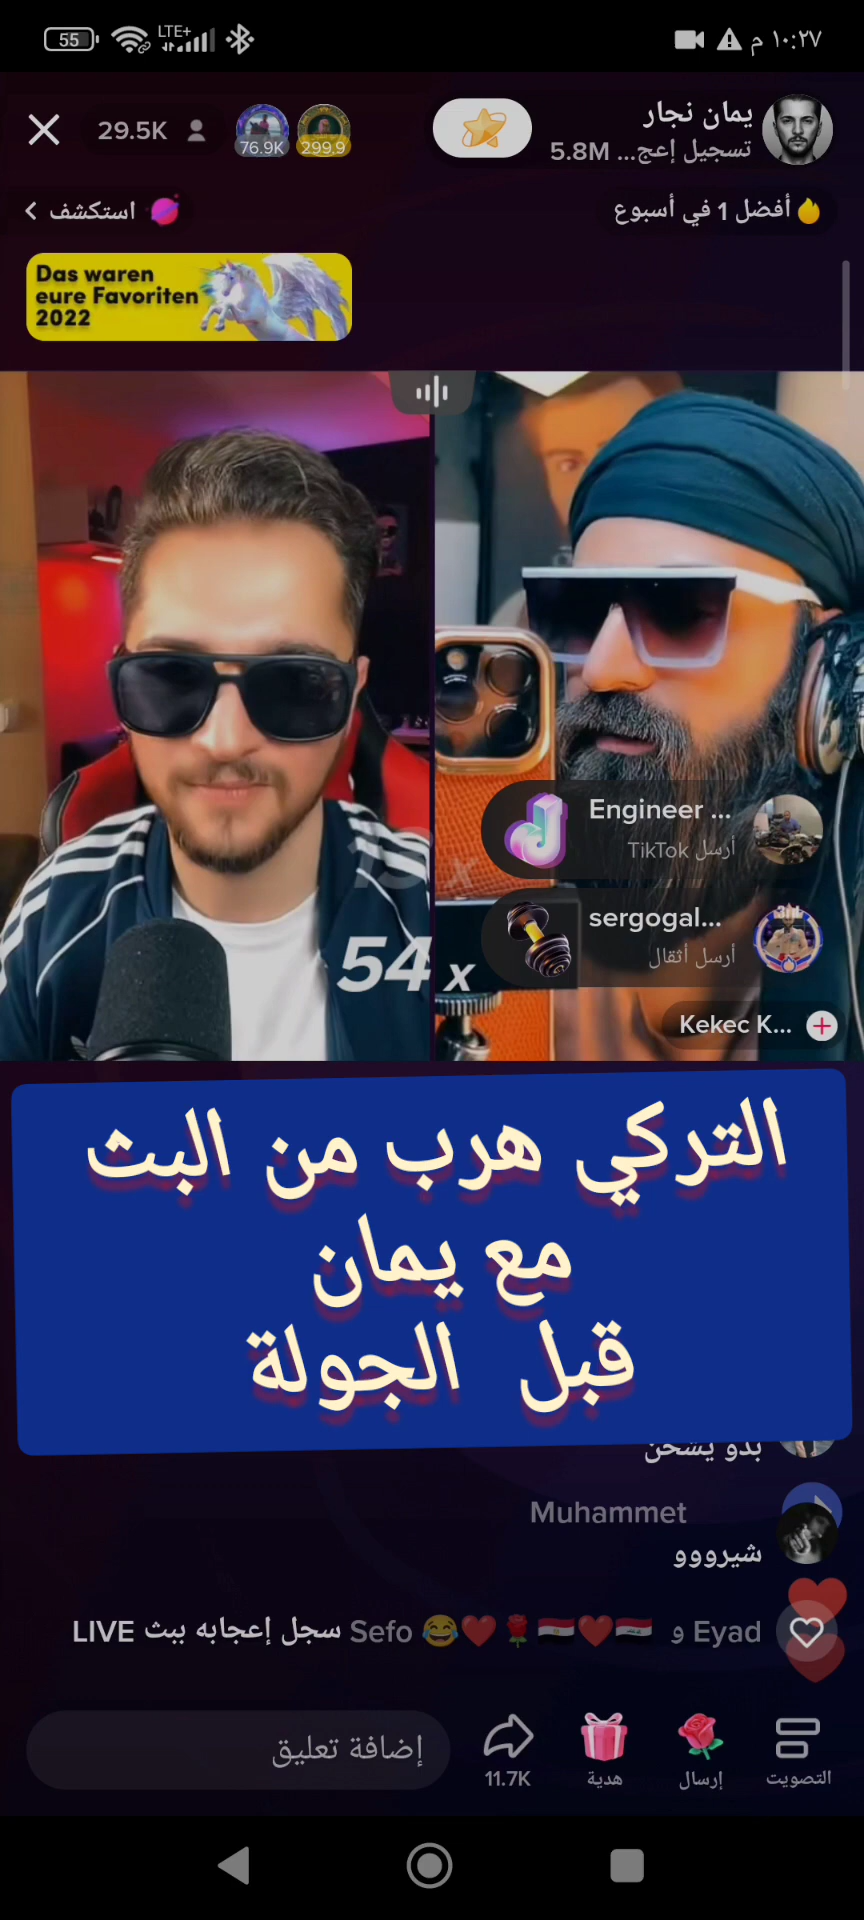 55
LTE+
١٠:٢٧ م
يمان نجار
تسجيل إعج... 5.8M
299.9
76.9K
29.5K
أفضل 1 في أسبوع
استكشف
Das waren
eure Favoriten
2022
Engineer ...
أرسل TikTok
sergogal...
أرسل أثقال
54 x
Kekec K...
التركي هرب من البث
مع يمان
قبل الجولة
بدو يشحن
Muhammet
شيرووو
Eyad و Sefo سجل إعجابه ببث LIVE
إضافة تعليق
11.7K
هدية
إرسال
التصويت